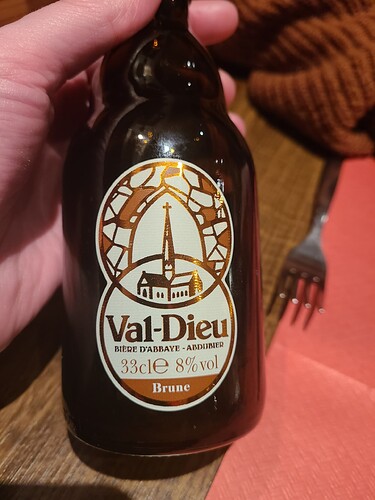 Val-Dieu
BIÈRE D'ABBAYE - ABDIJBIER
33cl℮ 8% vol
Brune